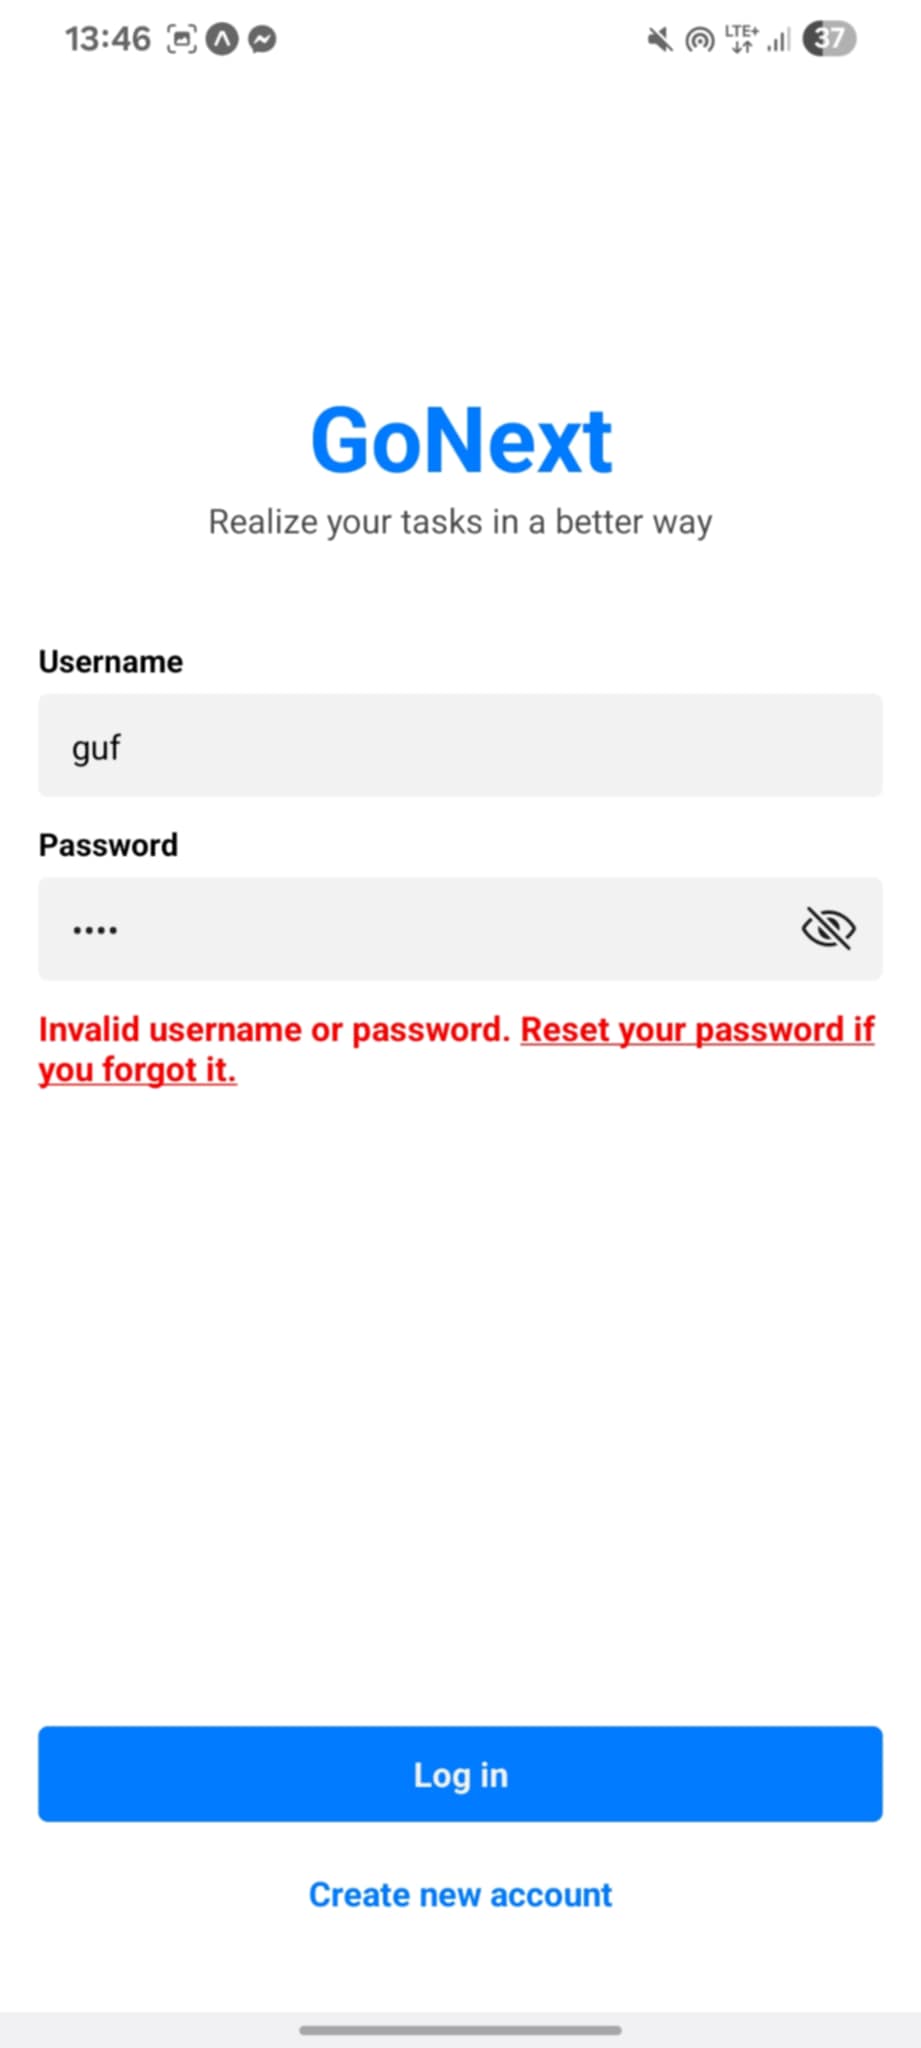 13:46 LTE+ 37
GoNext
Realize your tasks in a better way
Username
guf
Password
••••
Invalid username or password. Reset your password if
you forgot it.
Log in
Create new account